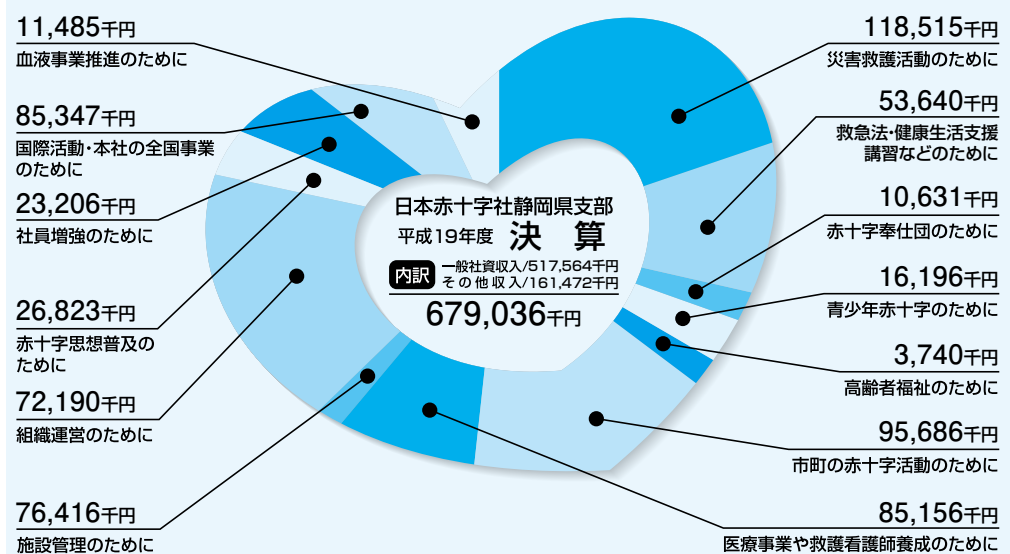 11,485千円
血液事業推進のために
85,347千円
国際活動・本社の全国事業
のために
23,206千円
社員増強のために
26,823千円
赤十字思想普及の
ために
72,190千円
組織運営のために
76,416千円
施設管理のために
日本赤十字社静岡県支部
平成19年度 決 算
内訳
一般社資収入/517,564千円
その他収入/161,472千円
679,036千円
118,515千円
災害救護活動のために
53,640千円
救急法・健康生活支援
講習などのために
10,631千円
赤十字奉仕団のために
16,196千円
青少年赤十字のために
3,740千円
高齢者福祉のために
95,686千円
市町の赤十字活動のために
85,156千円
医療事業や救護看護師養成のために